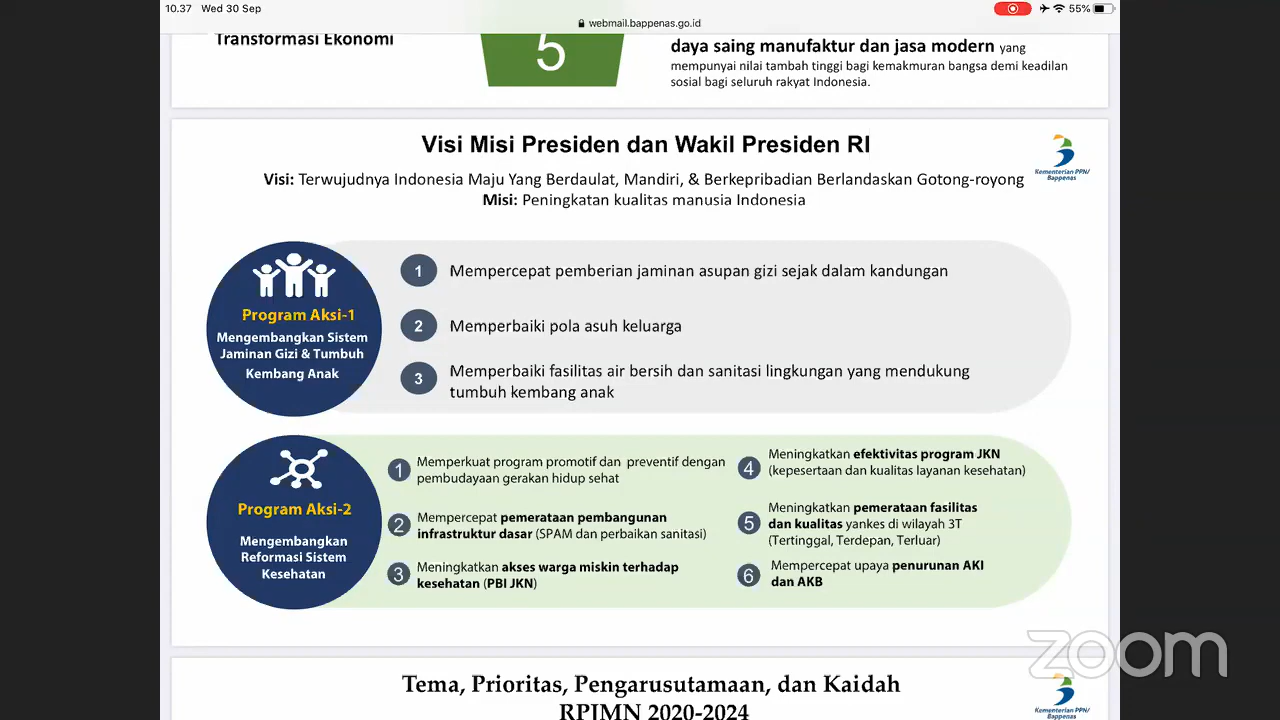 10.37 Wed 30 Sep
55%
webmail.bappenas.go.id
Transformasi Ekonomi
5
daya saing manufaktur dan jasa modern yang
mempunyai nilai tambah tinggi bagi kemakmuran bangsa demi keadilan
sosial bagi seluruh rakyat Indonesia.
Visi Misi Presiden dan Wakil Presiden RI
Kementerian PPN/
Bappenas
Visi: Terwujudnya Indonesia Maju Yang Berdaulat, Mandiri, & Berkepribadian Berlandaskan Gotong-royong
Misi: Peningkatan kualitas manusia Indonesia
Program Aksi-1
Mengembangkan Sistem
Jaminan Gizi & Tumbuh
Kembang Anak
1 Mempercepat pemberian jaminan asupan gizi sejak dalam kandungan
2 Memperbaiki pola asuh keluarga
3 Memperbaiki fasilitas air bersih dan sanitasi lingkungan yang mendukung
tumbuh kembang anak
Program Aksi-2
Mengembangkan
Reformasi Sistem
Kesehatan
1 Memperkuat program promotif dan preventif dengan
pembudayaan gerakan hidup sehat
2 Mempercepat pemerataan pembangunan
infrastruktur dasar (SPAM dan perbaikan sanitasi)
3 Meningkatkan akses warga miskin terhadap
kesehatan (PBI JKN)
4 Meningkatkan efektivitas program JKN
(kepesertaan dan kualitas layanan kesehatan)
5 Meningkatkan pemerataan fasilitas
dan kualitas yankes di wilayah 3T
(Tertinggal, Terdepan, Terluar)
6 Mempercepat upaya penurunan AKI
dan AKB
zoom
Tema, Prioritas, Pengarusutamaan, dan Kaidah
RPJMN 2020-2024
Kementerian PPN/
Bappenas